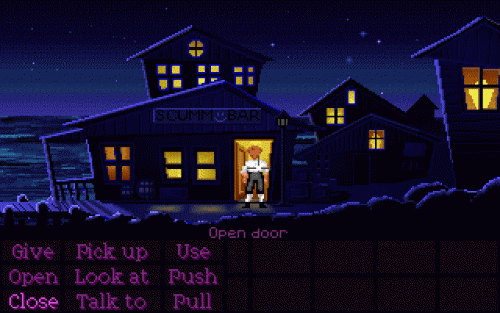 SCUMM BAR
Open door
Give Pick up Use
Open Look at Push
Close Talk to Pull